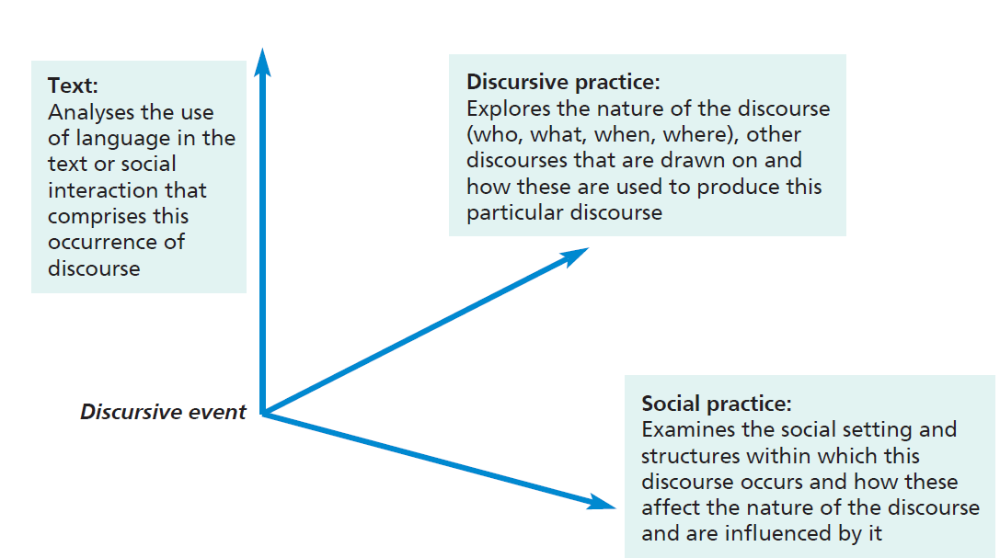 Text:
Analyses the use
of language in the
text or social
interaction that
comprises this
occurrence of
discourse
Discursive practice:
Explores the nature of the discourse
(who, what, when, where), other
discourses that are drawn on and
how these are used to produce this
particular discourse
Discursive event
Social practice:
Examines the social setting and
structures within which this
discourse occurs and how these
affect the nature of the discourse
and are influenced by it